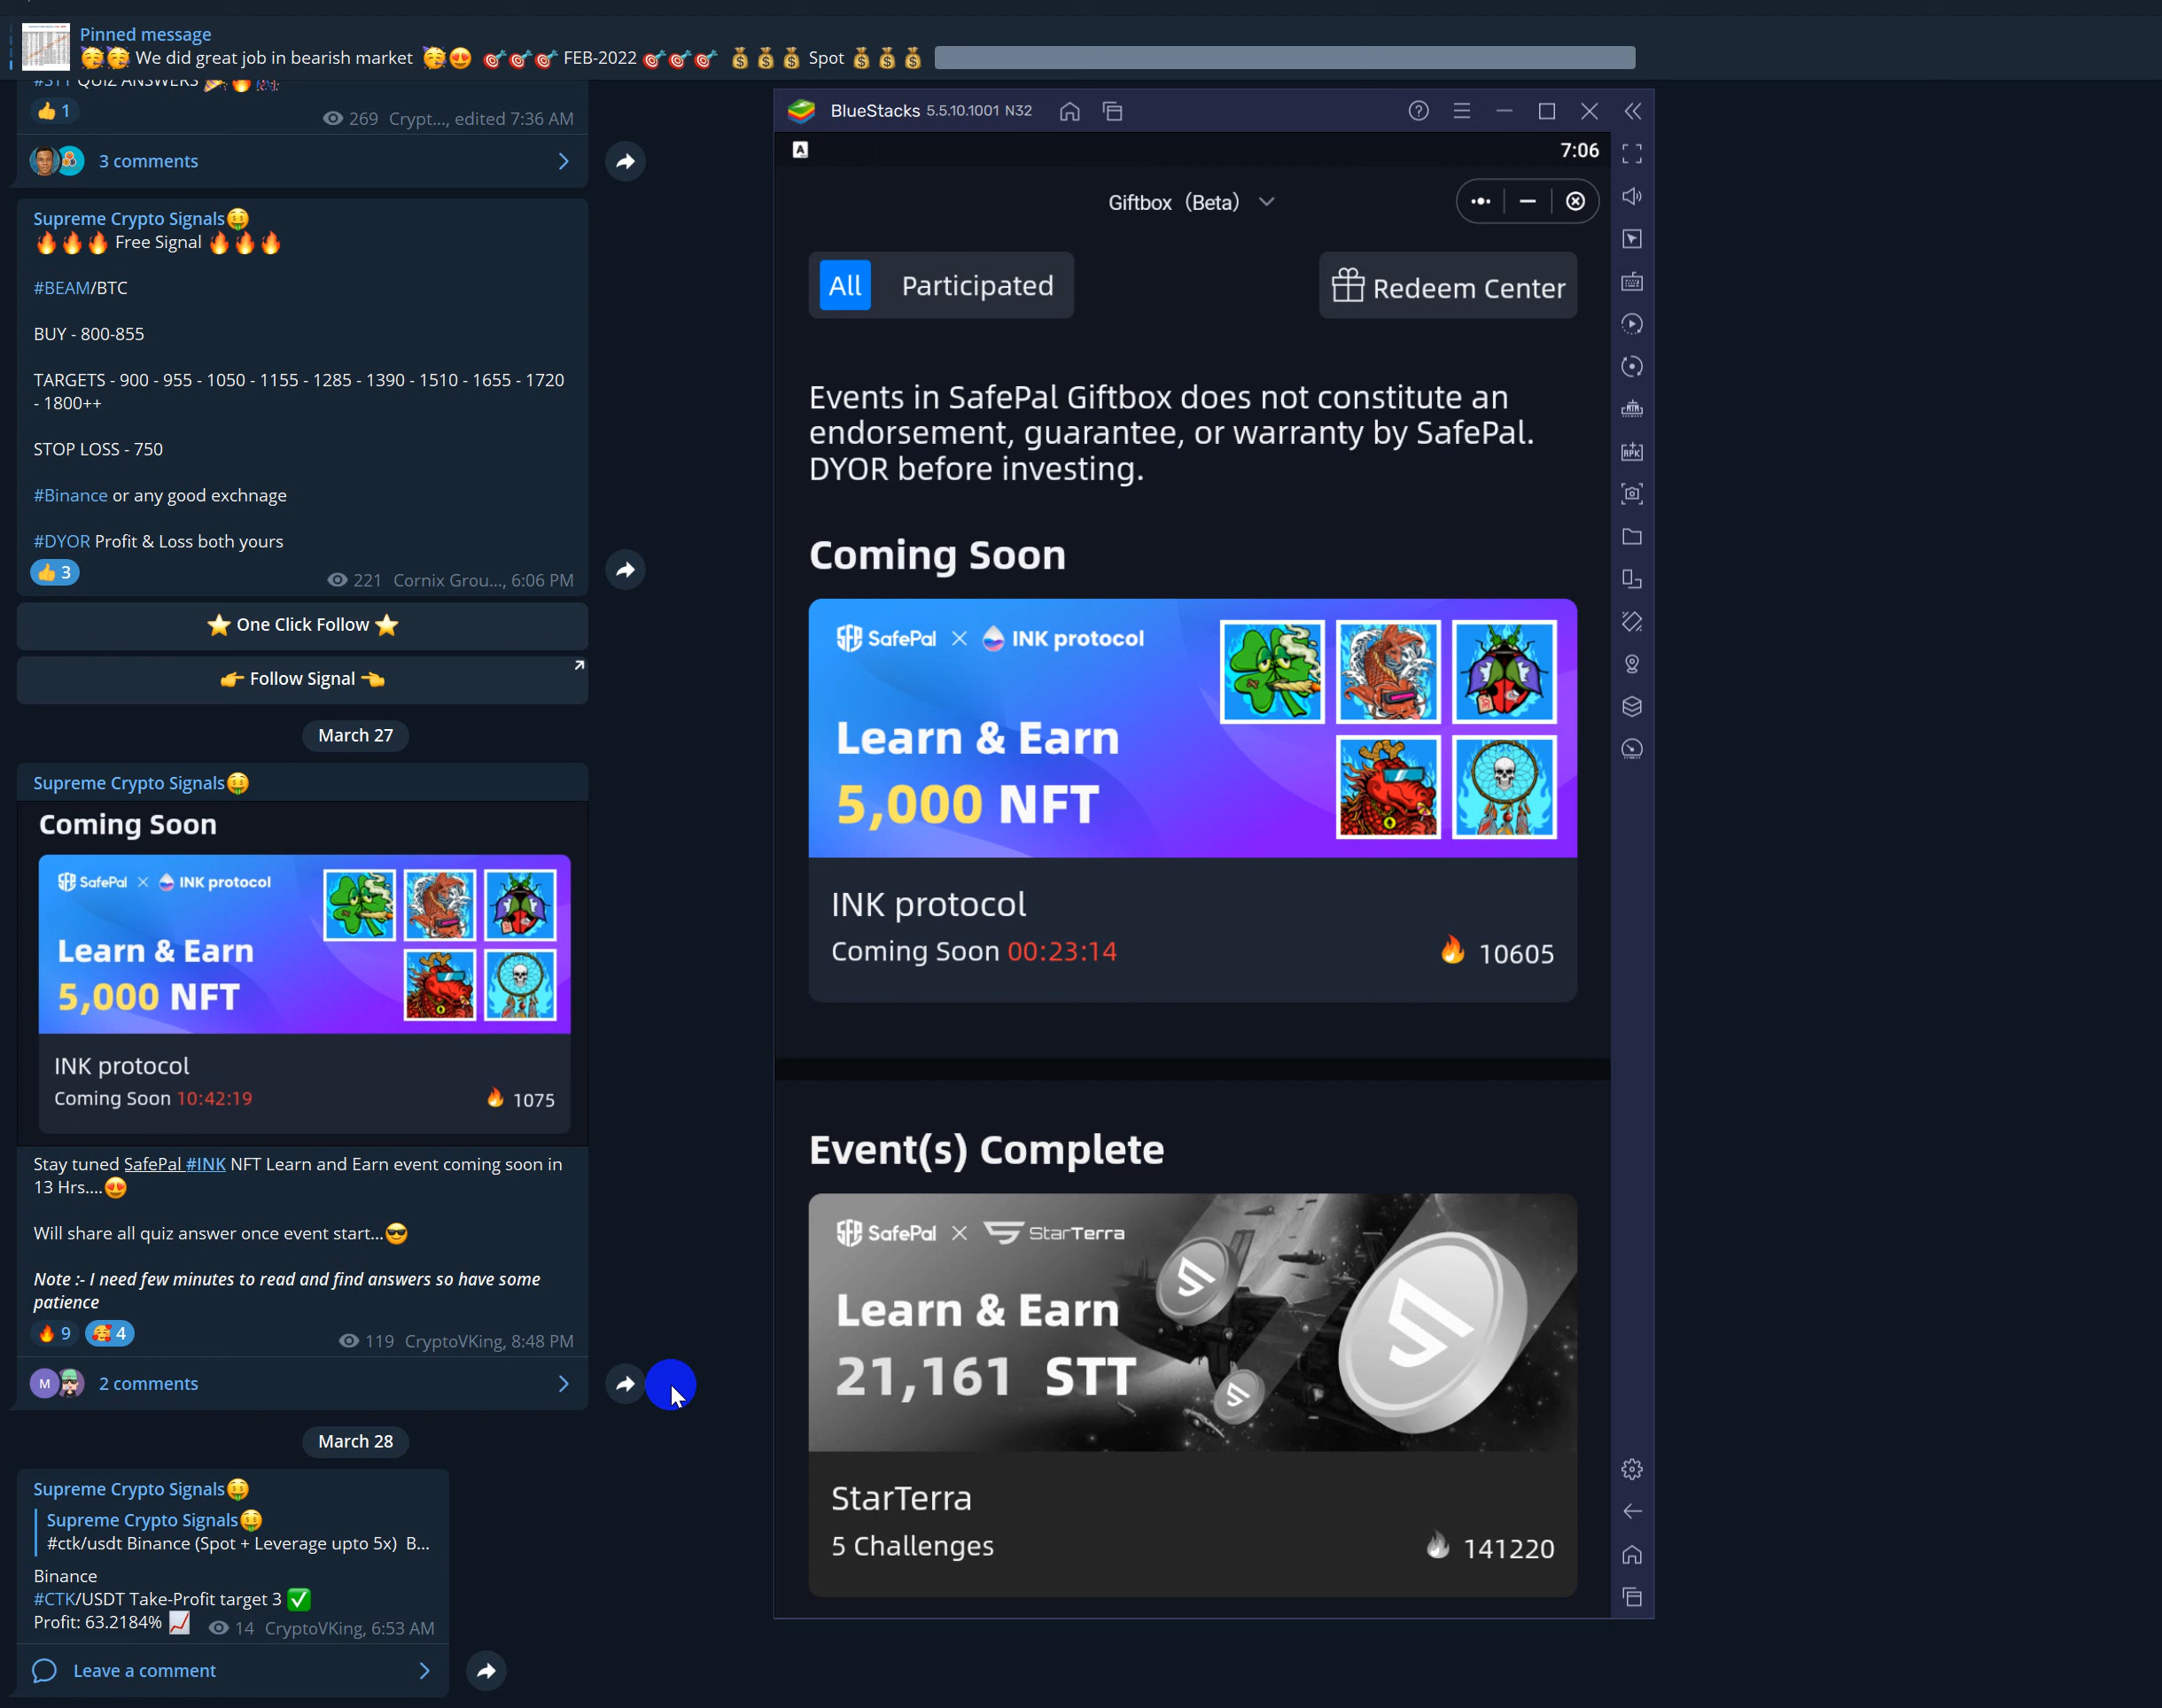 Pinned message
🥳🥳 We did great job in bearish market 🥳😍 🎯🎯🎯 FEB-2022 🎯🎯🎯 💰💰💰 Spot 💰💰💰
#STT QUIZ ANSWERS 🎉🔥🎆
👍 1
269 Crypt..., edited 7:36 AM
3 comments
Supreme Crypto Signals🤑
🔥🔥🔥 Free Signal 🔥🔥🔥
#BEAM/BTC
BUY - 800-855
TARGETS - 900 - 955 - 1050 - 1155 - 1285 - 1390 - 1510 - 1655 - 1720
- 1800++
STOP LOSS - 750
#Binance or any good exchnage
#DYOR Profit & Loss both yours
👍 3
221 Cornix Grou..., 6:06 PM
⭐ One Click Follow ⭐
👉 Follow Signal 👈
March 27
Supreme Crypto Signals🤑
Coming Soon
SafePal × INK protocol
Learn & Earn
5,000 NFT
INK protocol
Coming Soon 10:42:19
🔥 1075
Stay tuned SafePal #INK NFT Learn and Earn event coming soon in
13 Hrs....😍
Will share all quiz answer once event start...😎
Note :- I need few minutes to read and find answers so have some
patience
🔥 9 🥰 4
119 CryptoVKing, 8:48 PM
M
2 comments
March 28
Supreme Crypto Signals🤑
Supreme Crypto Signals🤑
#ctk/usdt Binance (Spot + Leverage upto 5x) B...
Binance
#CTK/USDT Take-Profit target 3 ✅
Profit: 63.2184% 📈
14 CryptoVKing, 6:53 AM
Leave a comment
BlueStacks 5.5.10.1001 N32
A
7:06
Giftbox (Beta)
All
Participated
Redeem Center
Events in SafePal Giftbox does not constitute an
endorsement, guarantee, or warranty by SafePal.
DYOR before investing.
Coming Soon
SafePal × INK protocol
Learn & Earn
5,000 NFT
INK protocol
Coming Soon 00:23:14
🔥 10605
Event(s) Complete
SafePal × StarTerra
Learn & Earn
21,161 STT
StarTerra
5 Challenges
141220